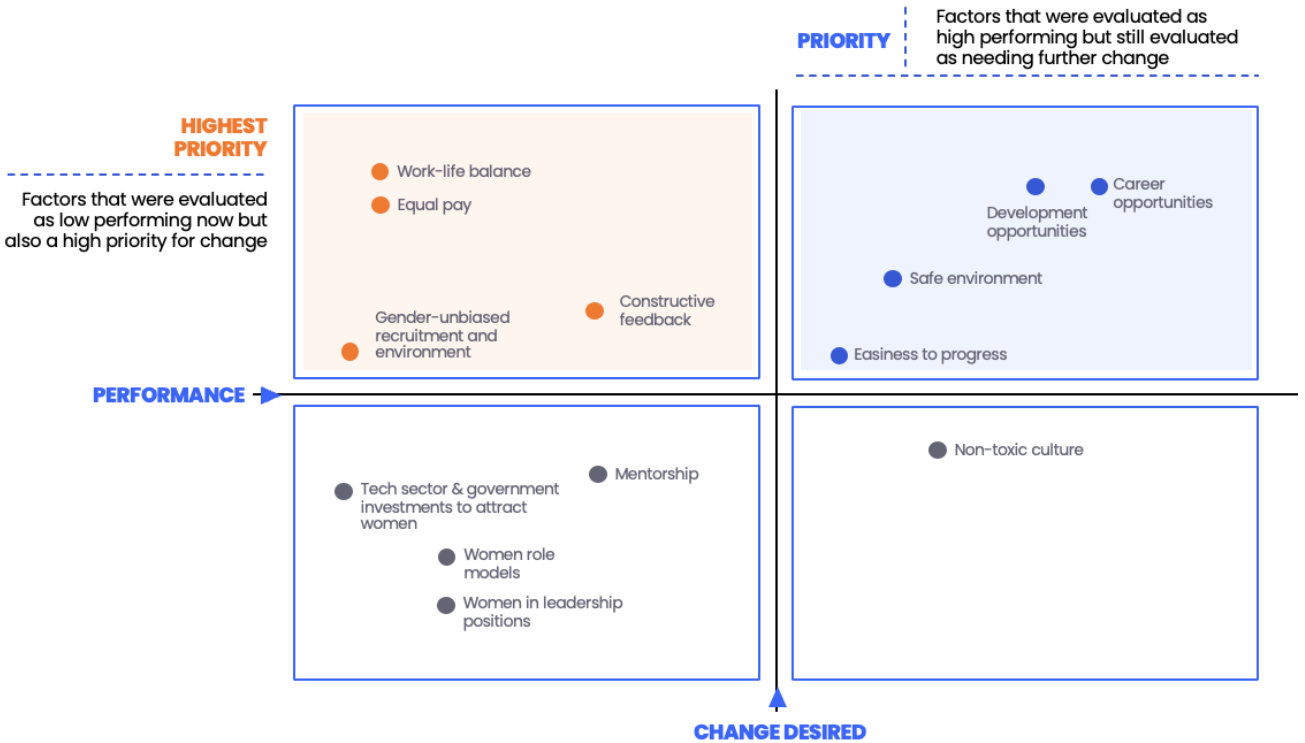 PRIORITY
Factors that were evaluated as
high performing but still evaluated
as needing further change
HIGHEST
PRIORITY
Factors that were evaluated
as low performing now but
also a high priority for change
Work-life balance
Equal pay
Constructive
feedback
Gender-unbiased
recruitment and
environment
Career
opportunities
Development
opportunities
Safe environment
Easiness to progress
PERFORMANCE
Mentorship
Tech sector & government
investments to attract
women
Women role
models
Women in leadership
positions
Non-toxic culture
CHANGE DESIRED